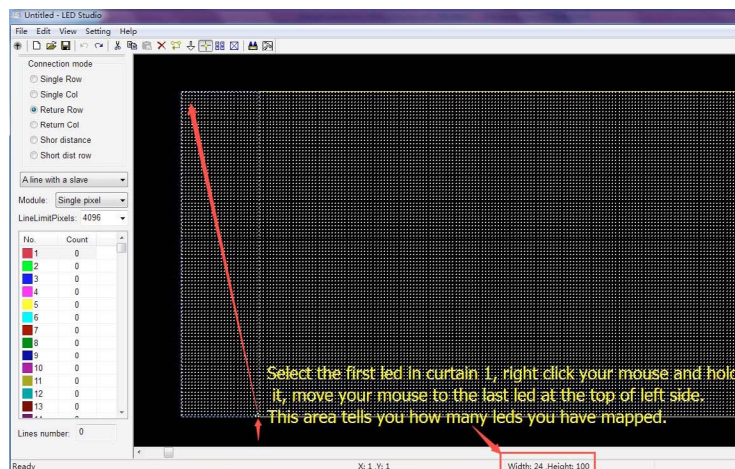 Untitled - LED Studio
File Edit View Setting Help
Connection mode
Single Row
Single Col
Reture Row
Return Col
Shor distance
Short dist row
A line with a slave
Module: Single pixel
LineLimitPixels: 4096
No. Count
1 0
2 0
3 0
4 0
5 0
6 0
7 0
8 0
9 0
10 0
11 0
12 0
13 0
Lines number: 0
Select the first led in curtain 1, right click your mouse and hold
it, move your mouse to the last led at the top of left side.
This area tells you how many leds you have mapped.
Ready X: 1 ,Y: 1 Width: 24 ,Height: 100